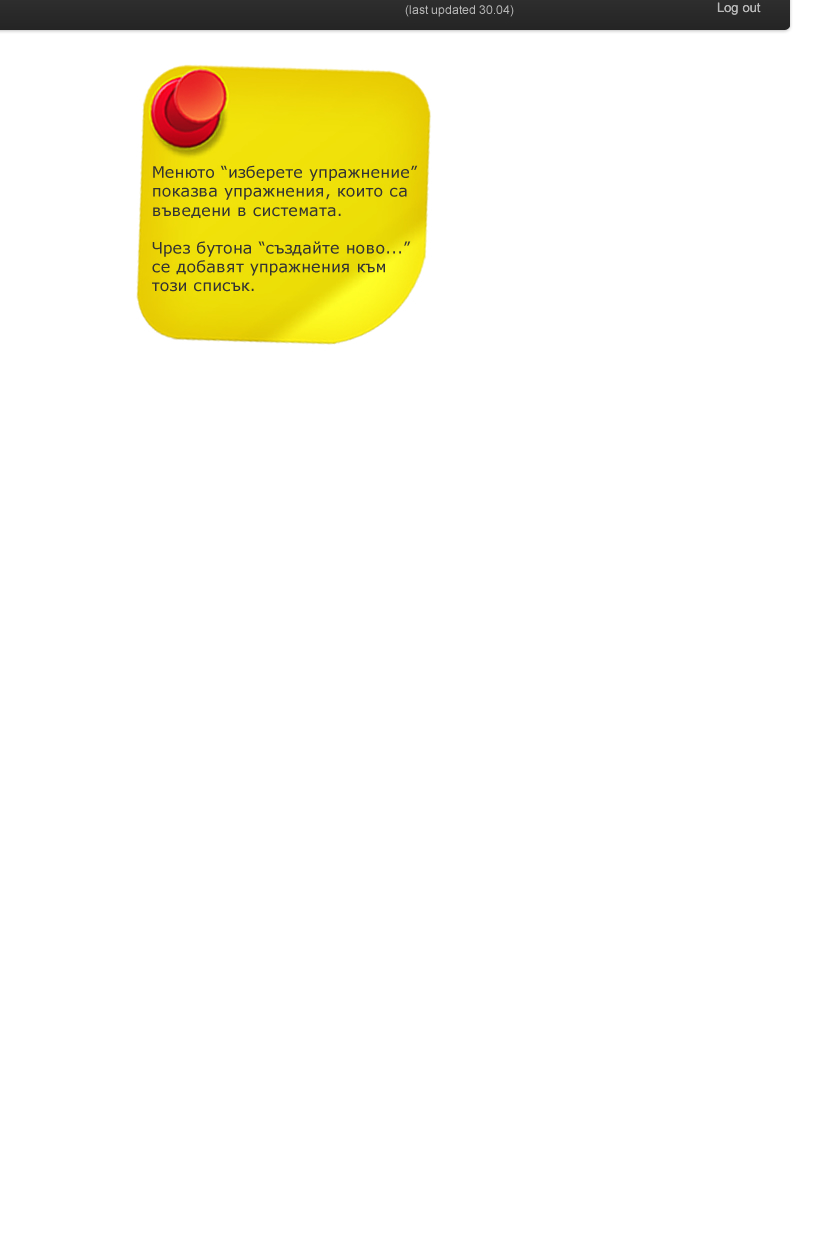 (last updated 30.04)
Log out
Менюто “изберете упражнение”
показва упражнения, които са
въведени в системата.
Чрез бутона “създайте ново...”
се добавят упражнения към
този списък.